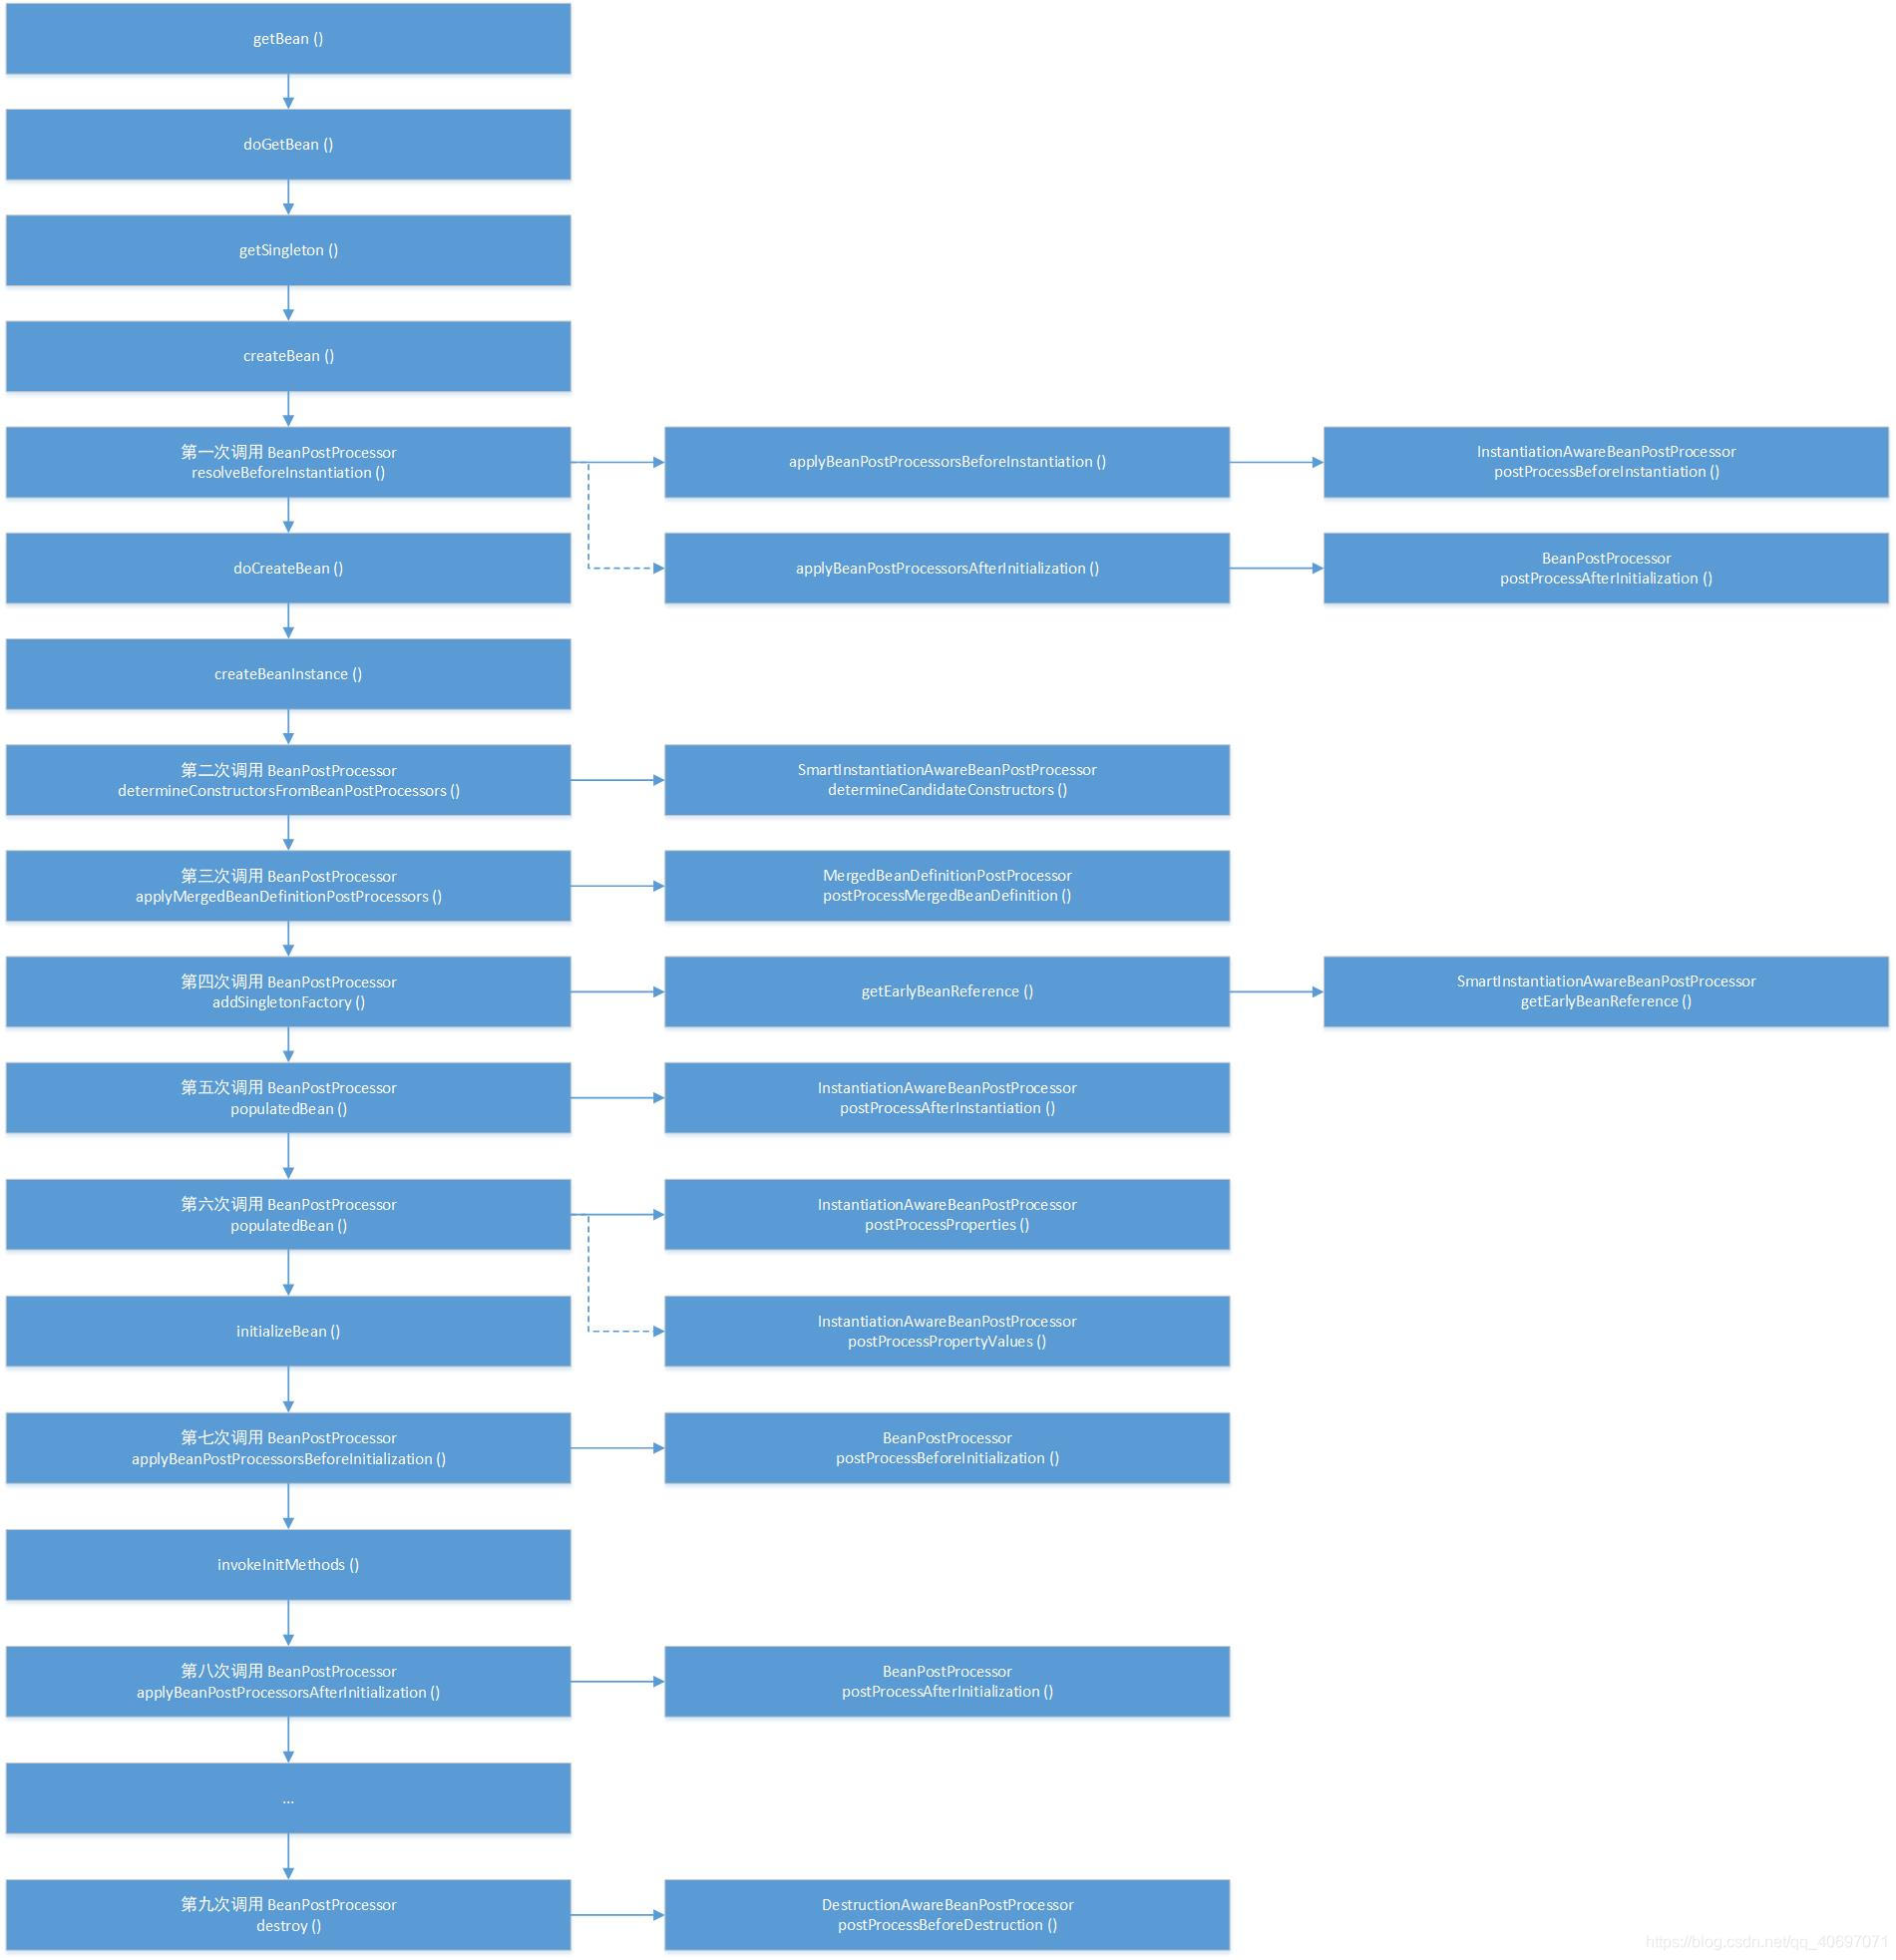 getBean ()
doGetBean ()
getSingleton ()
createBean ()
第一次调用 BeanPostProcessor
resolveBeforeInstantiation ()
applyBeanPostProcessorsBeforeInstantiation ()
InstantiationAwareBeanPostProcessor
postProcessBeforeInstantiation ()
doCreateBean ()
applyBeanPostProcessorsAfterInitialization ()
BeanPostProcessor
postProcessAfterInitialization ()
createBeanInstance ()
第二次调用 BeanPostProcessor
determineConstructorsFromBeanPostProcessors ()
SmartInstantiationAwareBeanPostProcessor
determineCandidateConstructors ()
第三次调用 BeanPostProcessor
applyMergedBeanDefinitionPostProcessors ()
MergedBeanDefinitionPostProcessor
postProcessMergedBeanDefinition ()
第四次调用 BeanPostProcessor
addSingletonFactory ()
getEarlyBeanReference ()
SmartInstantiationAwareBeanPostProcessor
getEarlyBeanReference ()
第五次调用 BeanPostProcessor
populatedBean ()
InstantiationAwareBeanPostProcessor
postProcessAfterInstantiation ()
第六次调用 BeanPostProcessor
populatedBean ()
InstantiationAwareBeanPostProcessor
postProcessProperties ()
initializeBean ()
InstantiationAwareBeanPostProcessor
postProcessPropertyValues ()
第七次调用 BeanPostProcessor
applyBeanPostProcessorsBeforeInitialization ()
BeanPostProcessor
postProcessBeforeInitialization ()
invokeInitMethods ()
第八次调用 BeanPostProcessor
applyBeanPostProcessorsAfterInitialization ()
BeanPostProcessor
postProcessAfterInitialization ()
...
第九次调用 BeanPostProcessor
destroy ()
DestructionAwareBeanPostProcessor
postProcessBeforeDestruction ()
https://blog.csdn.net/qq_40697071